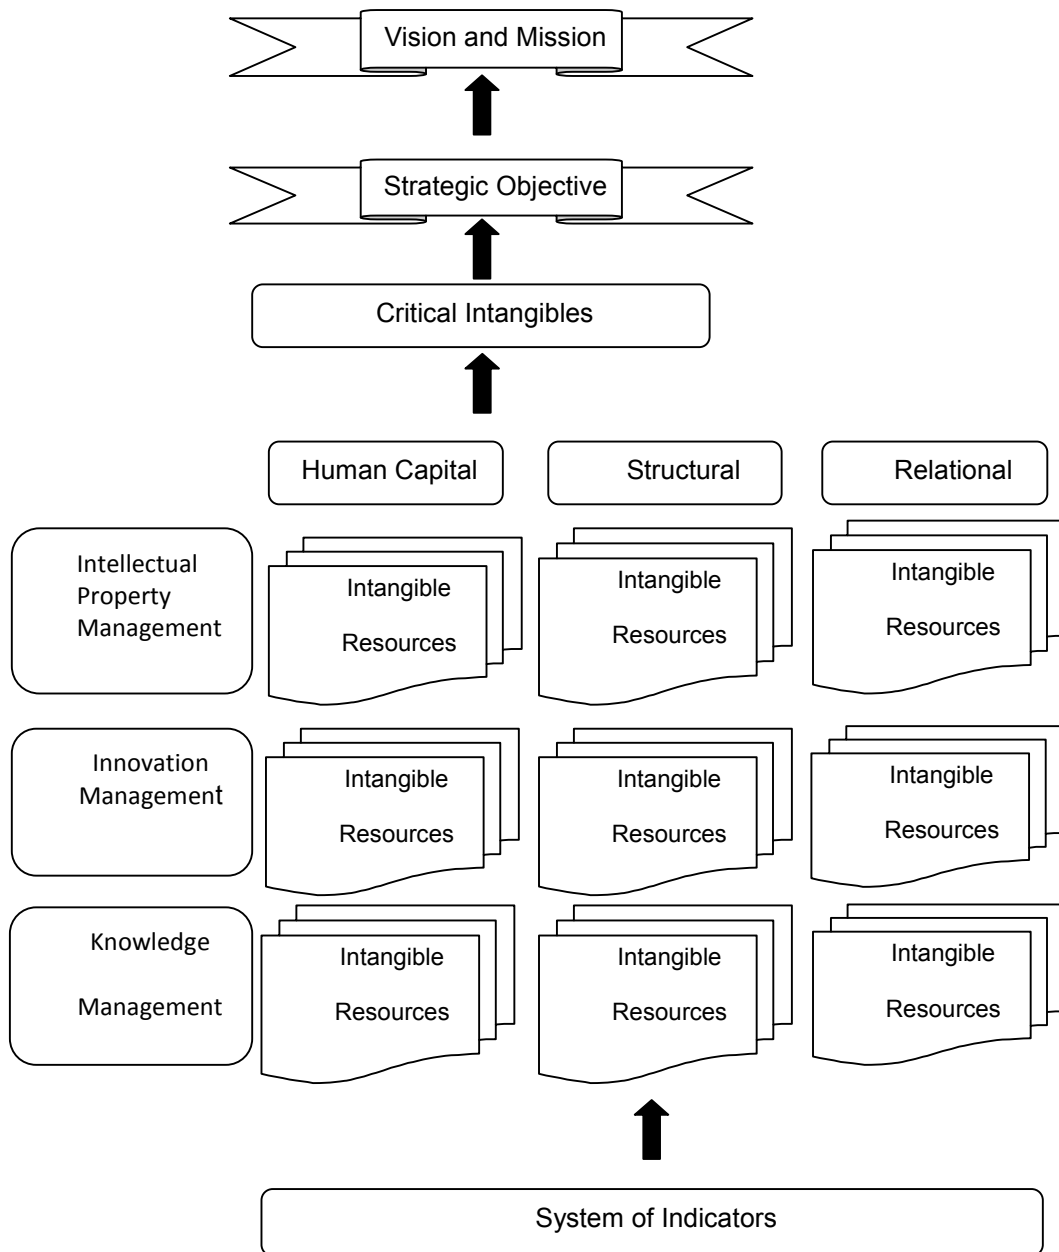 Vision and Mission
Strategic Objective
Critical Intangibles
Human Capital
Structural
Relational
Intellectual
Property
Management
Intangible
Resources
Intangible
Resources
Intangible
Resources
Innovation
Management
Intangible
Resources
Intangible
Resources
Intangible
Resources
Knowledge
Management
Intangible
Resources
Intangible
Resources
Intangible
Resources
System of Indicators